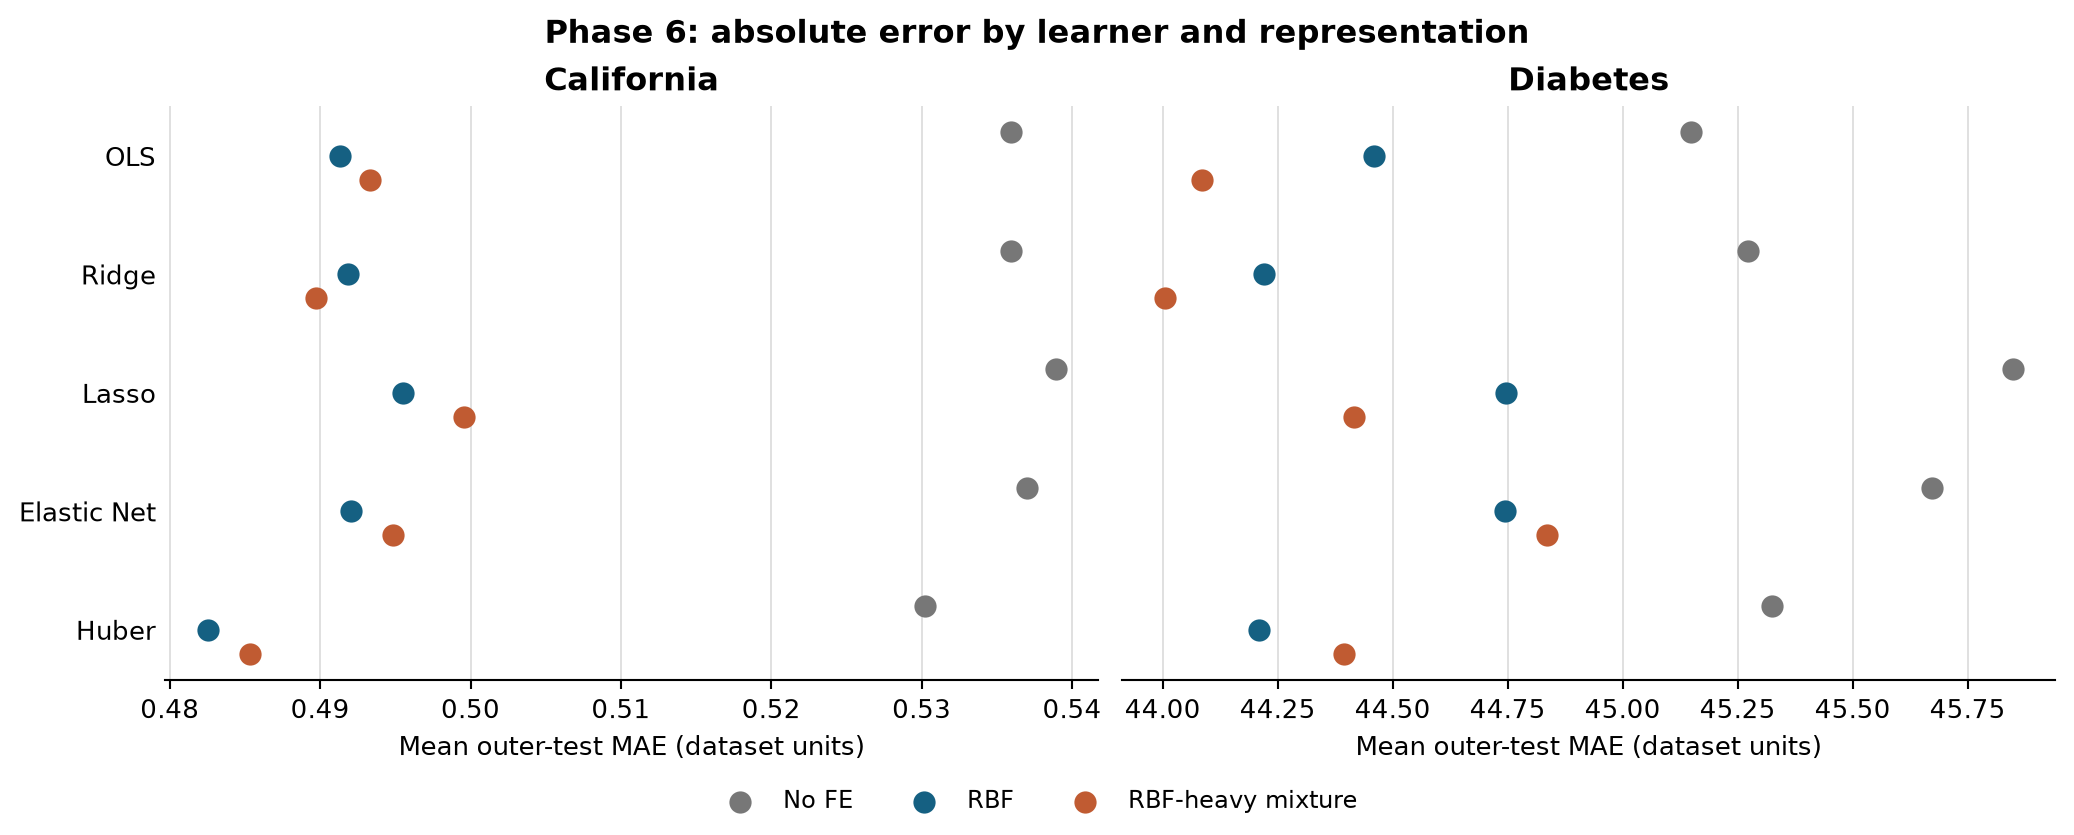 Phase 6: absolute error by learner and representation
California
Diabetes
OLS
Ridge
Lasso
Elastic Net
Huber
0.48 0.49 0.50 0.51 0.52 0.53 0.54
44.00 44.25 44.50 44.75 45.00 45.25 45.50 45.75
Mean outer-test MAE (dataset units)
Mean outer-test MAE (dataset units)
No FE RBF RBF-heavy mixture